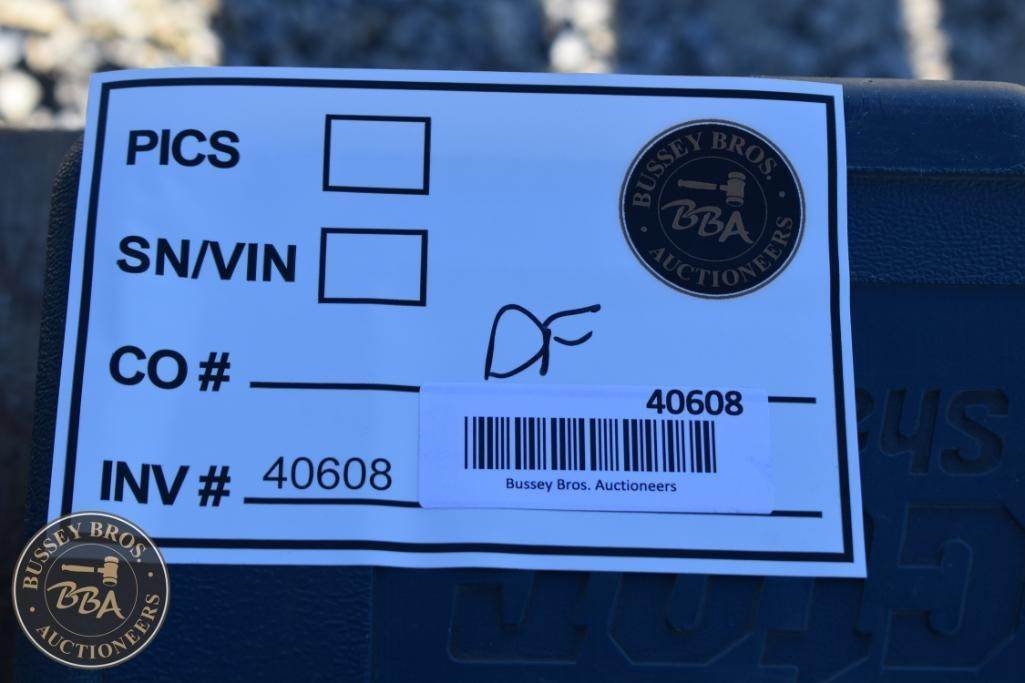 PICS
SN/VIN
CO #
DF
INV # 40608
40608
Bussey Bros. Auctioneers
BUSSEY BROS.
BBA
AUCTIONEERS
BUSSEY BROS.
BBA
AUCTIONEERS